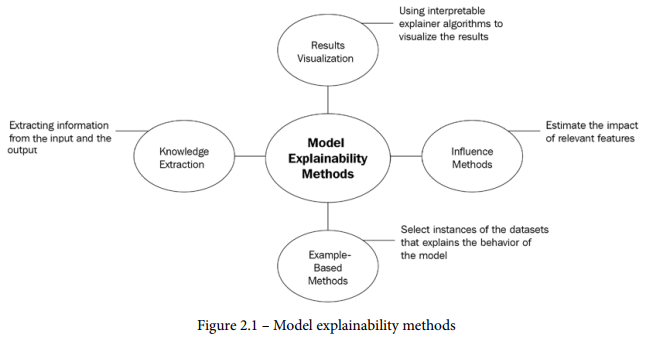 Using interpretable
explainer algorithms to
visualize the results
Results
Visualization
Extracting information
from the input and the
output
Knowledge
Extraction
Model
Explainability
Methods
Influence
Methods
Estimate the impact
of relevant features
Example-
Based
Methods
Select instances of the datasets
that explains the behavior of
the model
Figure 2.1 – Model explainability methods